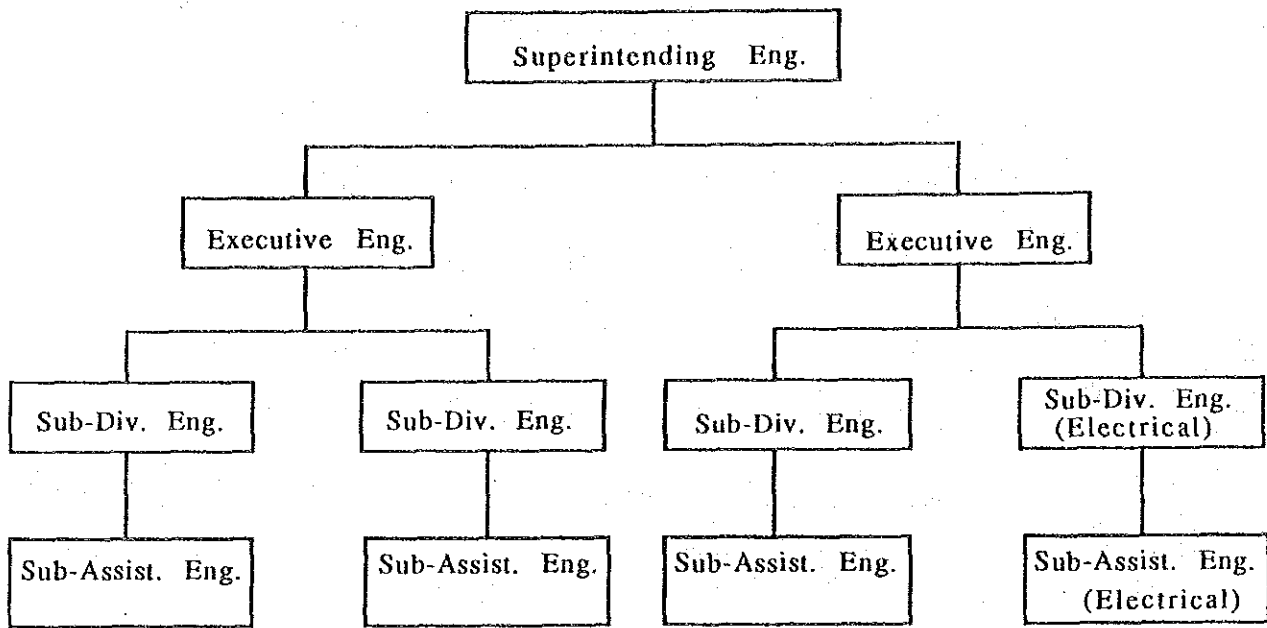 Superintending Eng.
Executive Eng.
Executive Eng.
Sub-Div. Eng.
Sub-Div. Eng.
Sub-Div. Eng.
Sub-Div. Eng.
(Electrical)
Sub-Assist. Eng.
Sub-Assist. Eng.
Sub-Assist. Eng.
Sub-Assist. Eng.
(Electrical)